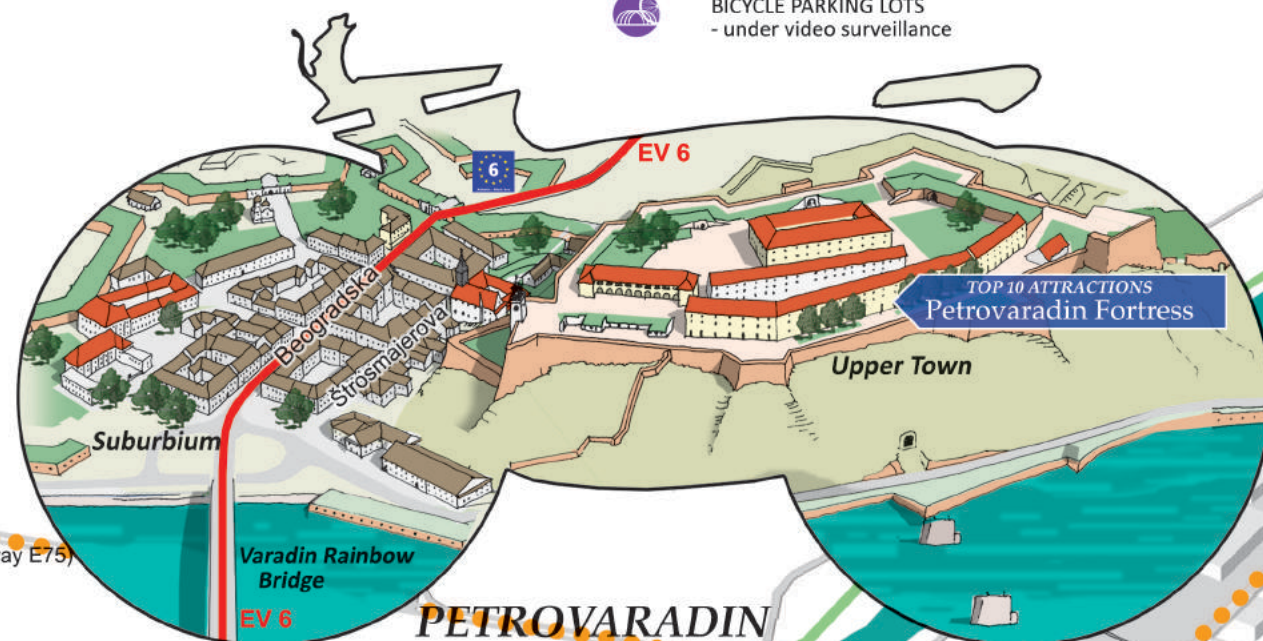 BICYCLE PARKING LOTS
- under video surveillance
EV 6
6
TOP 10 ATTRACTIONS
Petrovaradin Fortress
Beogradska
Štrosmajerova
Upper Town
Suburbium
ay E75)
Varadin Rainbow
Bridge
EV 6
PETROVARADIN